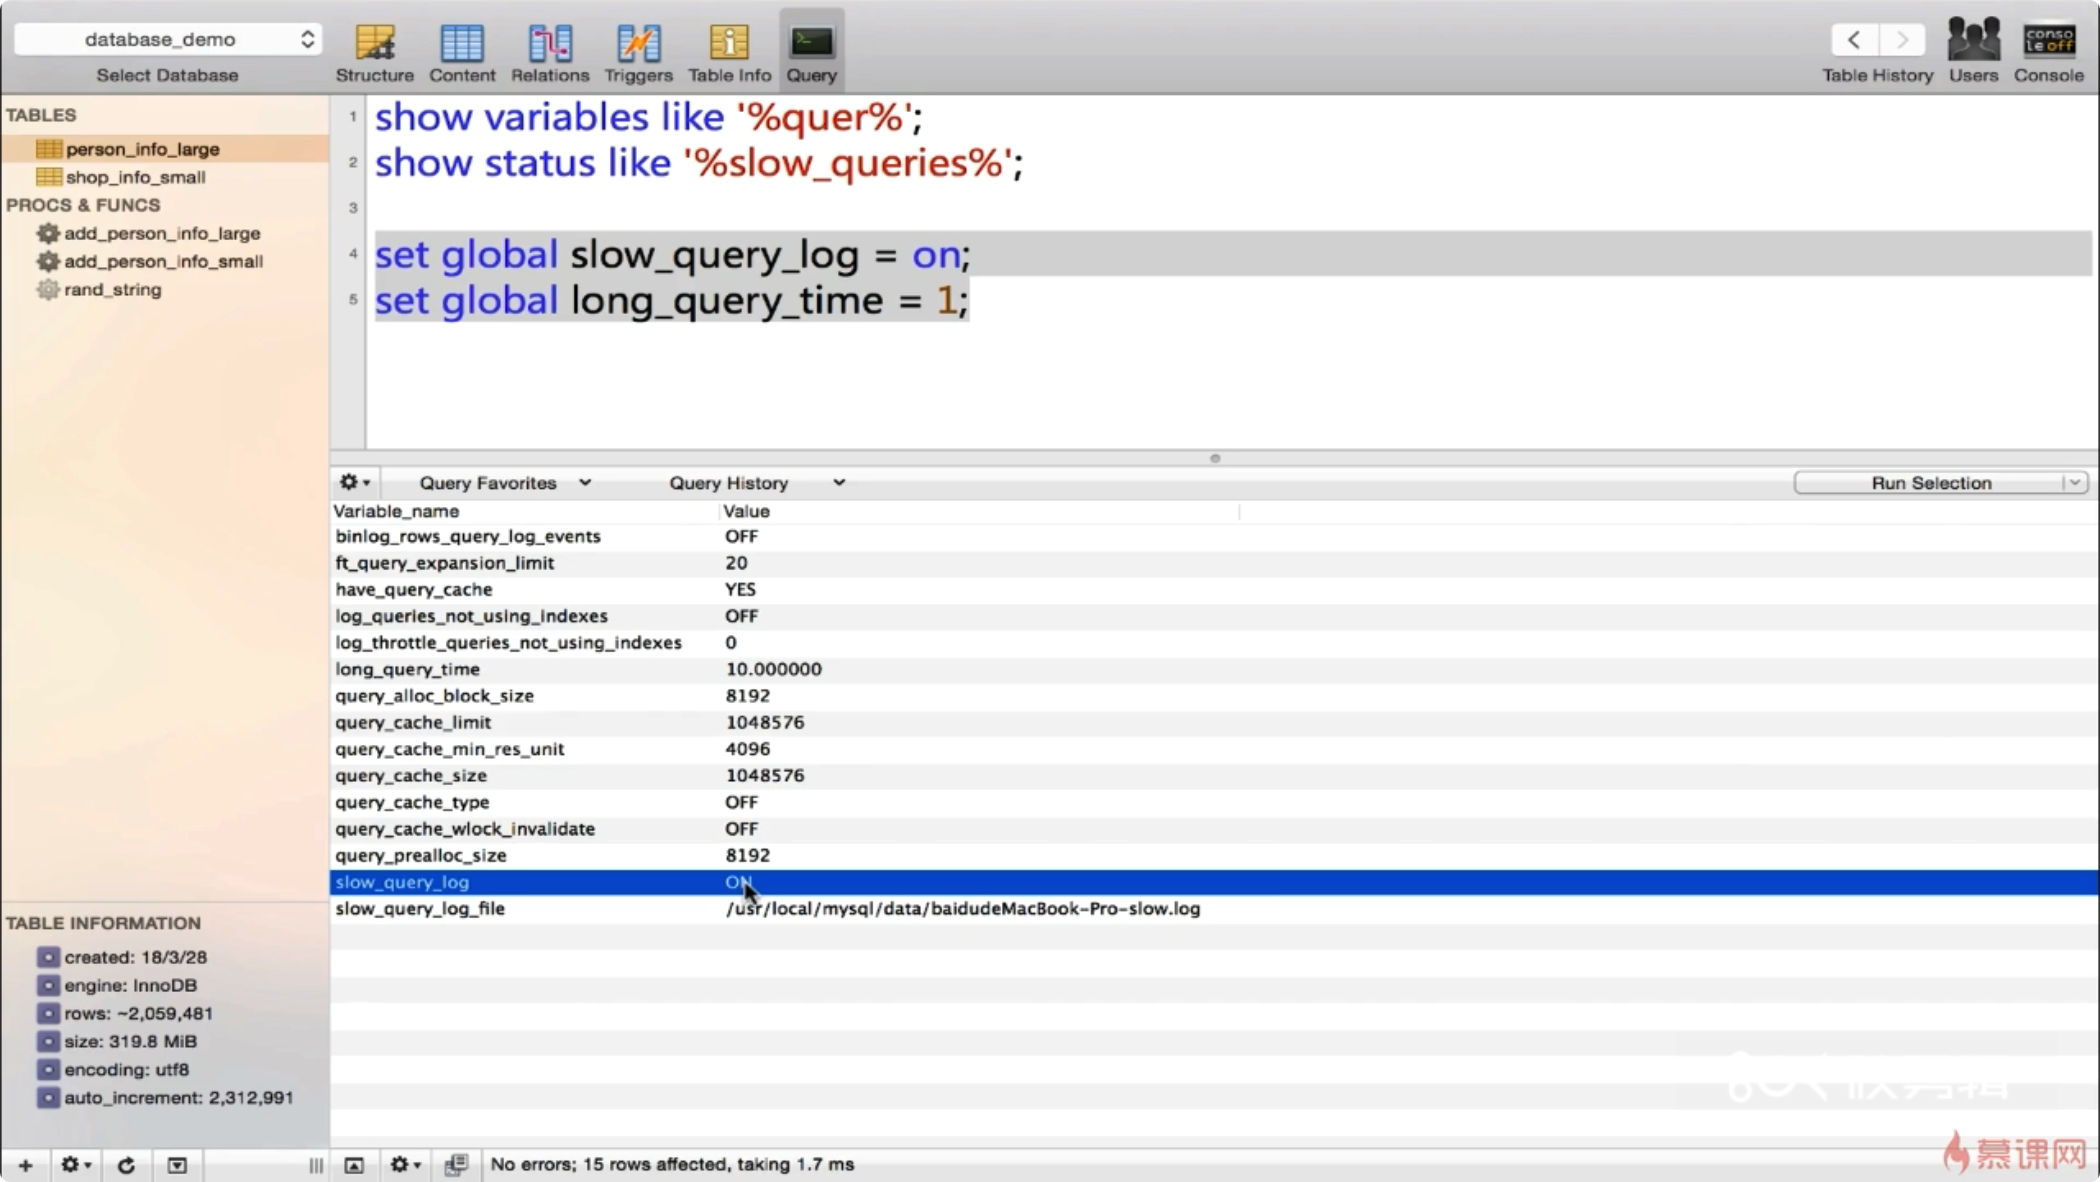 database_demo
Select Database
Structure
Content
Relations
Triggers
Table Info
Query
Table History
Users
conso
leoff
Console
TABLES
person_info_large
shop_info_small
PROCS & FUNCS
add_person_info_large
add_person_info_small
rand_string
1 show variables like '%quer%';
2 show status like '%slow_queries%';
3
4 set global slow_query_log = on;
5 set global long_query_time = 1;
Query Favorites
Query History
Run Selection
Variable_name Value
binlog_rows_query_log_events OFF
ft_query_expansion_limit 20
have_query_cache YES
log_queries_not_using_indexes OFF
log_throttle_queries_not_using_indexes 0
long_query_time 10.000000
query_alloc_block_size 8192
query_cache_limit 1048576
query_cache_min_res_unit 4096
query_cache_size 1048576
query_cache_type OFF
query_cache_wlock_invalidate OFF
query_prealloc_size 8192
slow_query_log ON
slow_query_log_file /usr/local/mysql/data/baidudeMacBook-Pro-slow.log
TABLE INFORMATION
created: 18/3/28
engine: InnoDB
rows: ~2,059,481
size: 319.8 MiB
encoding: utf8
auto_increment: 2,312,991
No errors; 15 rows affected, taking 1.7 ms
慕课网